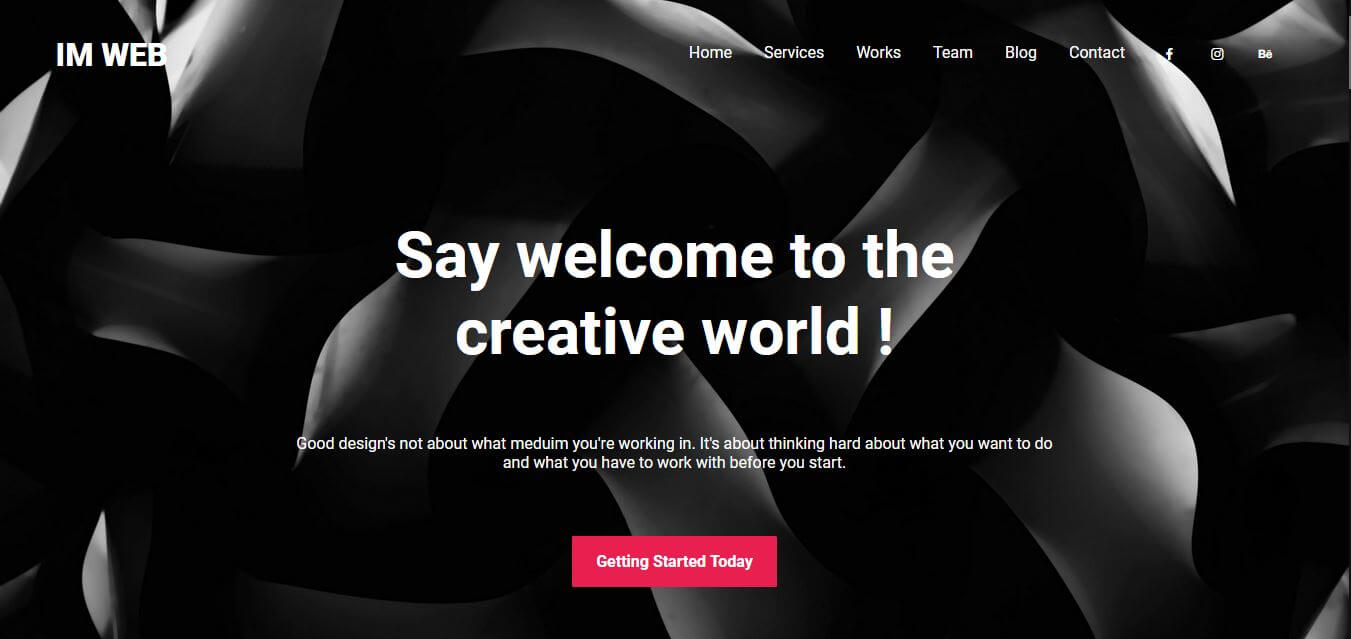 IM WEB
Home Services Works Team Blog Contact Bē
Say welcome to the
creative world !
Good design's not about what meduim you're working in. It's about thinking hard about what you want to do
and what you have to work with before you start.
Getting Started Today